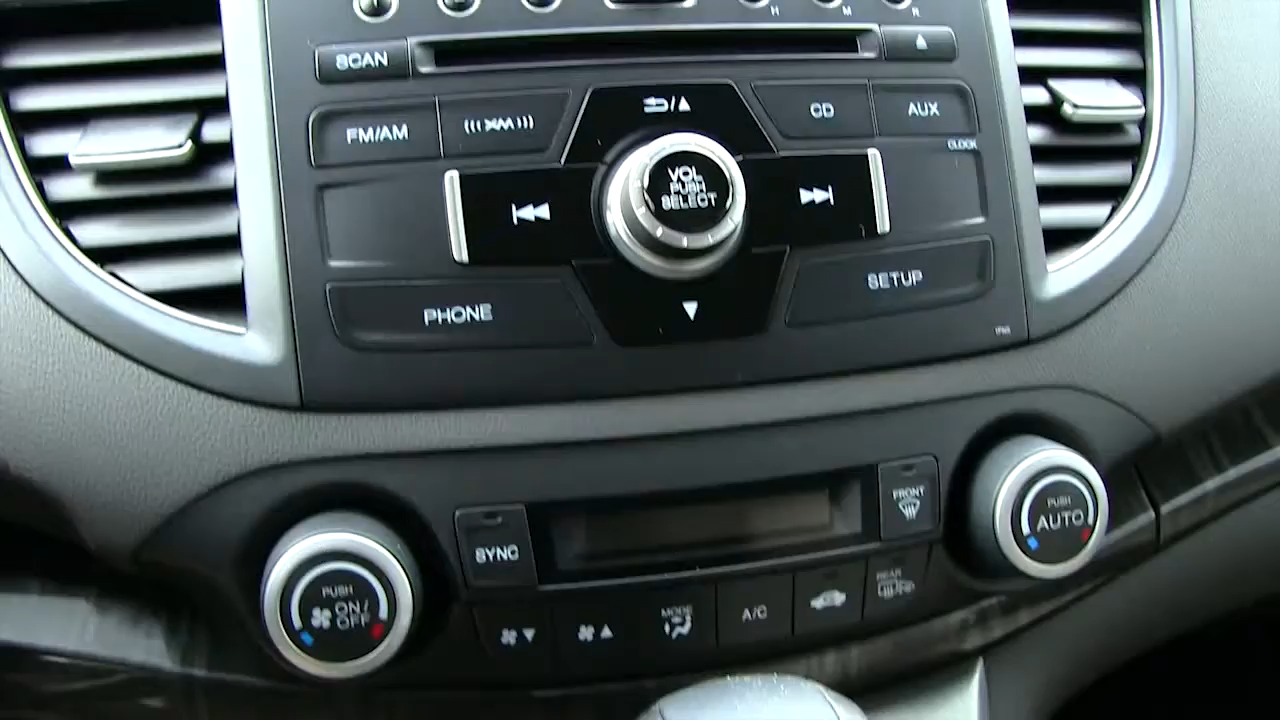 H M R
SCAN
FM/AM XM CD AUX
CLOCK
VOL
PUSH
SELECT
PHONE SETUP
SYNC
FRONT
PUSH
AUTO
PUSH
ON/
OFF
MODE
A/C
REAR